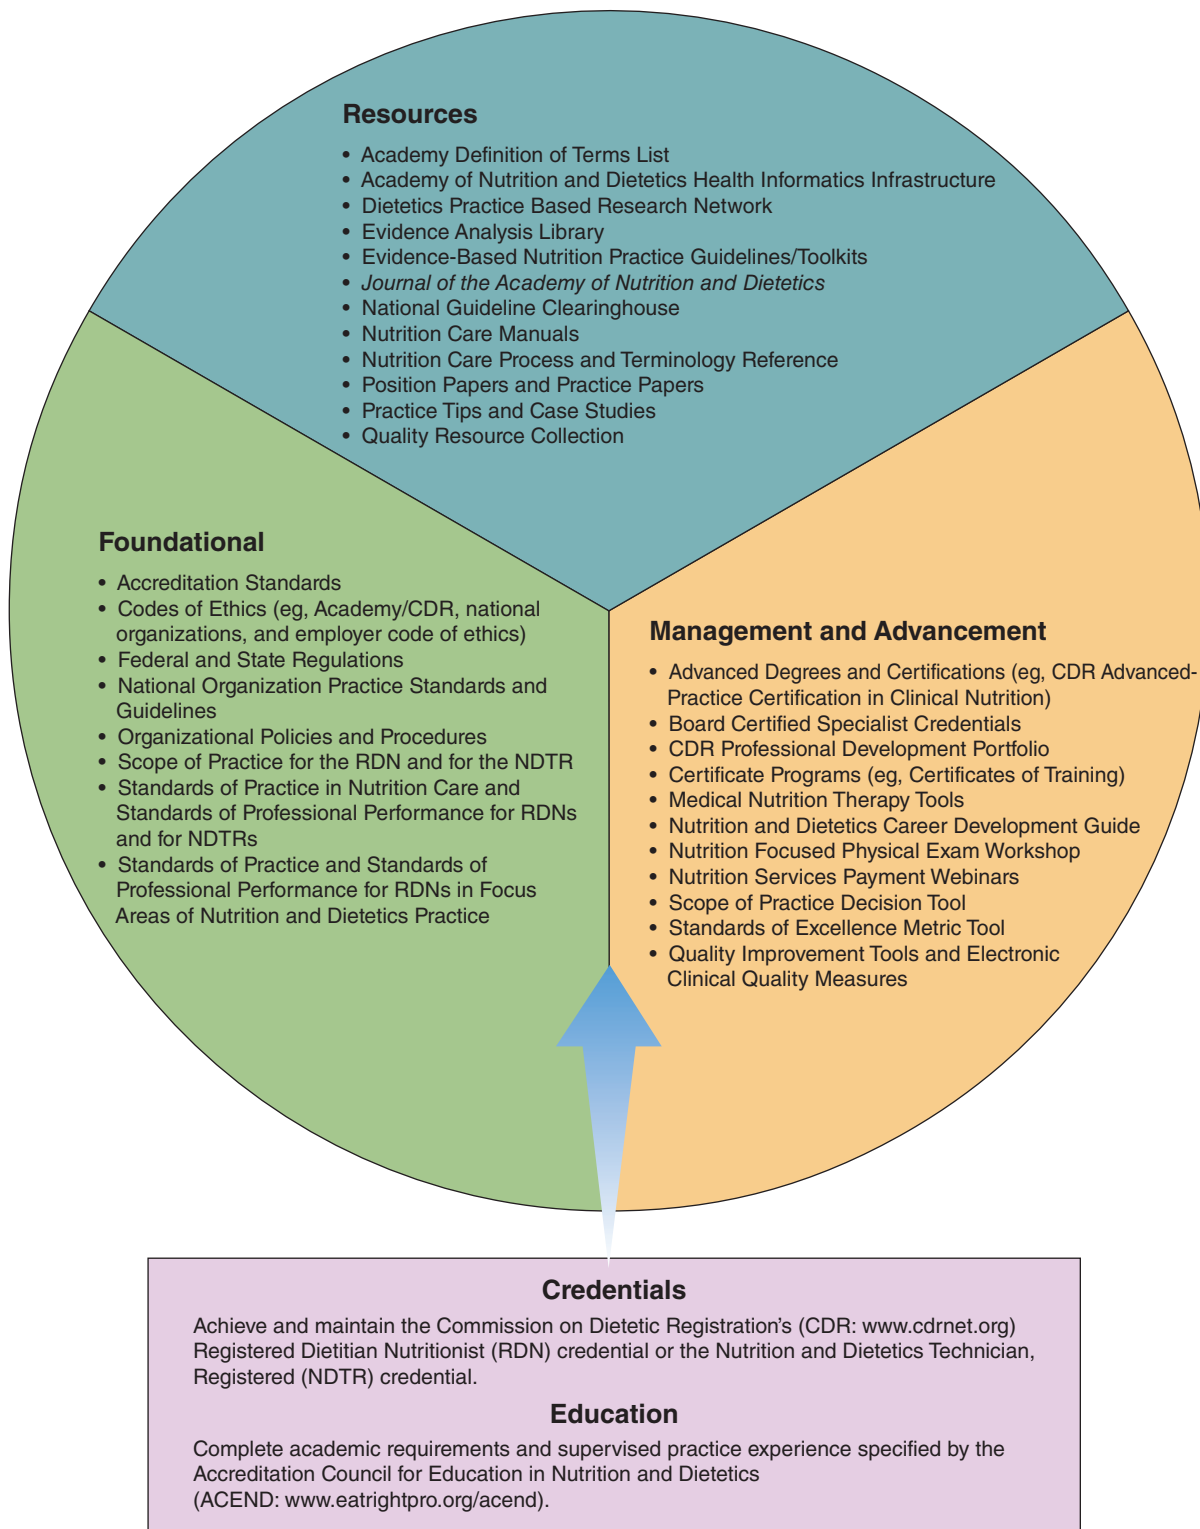 Resources
• Academy Definition of Terms List
• Academy of Nutrition and Dietetics Health Informatics Infrastructure
• Dietetics Practice Based Research Network
• Evidence Analysis Library
• Evidence-Based Nutrition Practice Guidelines/Toolkits
• Journal of the Academy of Nutrition and Dietetics
• National Guideline Clearinghouse
• Nutrition Care Manuals
• Nutrition Care Process and Terminology Reference
• Position Papers and Practice Papers
• Practice Tips and Case Studies
• Quality Resource Collection
Foundational
• Accreditation Standards
• Codes of Ethics (eg, Academy/CDR, national
organizations, and employer code of ethics)
• Federal and State Regulations
• National Organization Practice Standards and
Guidelines
• Organizational Policies and Procedures
• Scope of Practice for the RDN and for the NDTR
• Standards of Practice in Nutrition Care and
Standards of Professional Performance for RDNs
and for NDTRs
• Standards of Practice and Standards of
Professional Performance for RDNs in Focus
Areas of Nutrition and Dietetics Practice
Management and Advancement
• Advanced Degrees and Certifications (eg, CDR Advanced-
Practice Certification in Clinical Nutrition)
• Board Certified Specialist Credentials
• CDR Professional Development Portfolio
• Certificate Programs (eg, Certificates of Training)
• Medical Nutrition Therapy Tools
• Nutrition and Dietetics Career Development Guide
• Nutrition Focused Physical Exam Workshop
• Nutrition Services Payment Webinars
• Scope of Practice Decision Tool
• Standards of Excellence Metric Tool
• Quality Improvement Tools and Electronic
Clinical Quality Measures
Credentials
Achieve and maintain the Commission on Dietetic Registration's (CDR: www.cdrnet.org)
Registered Dietitian Nutritionist (RDN) credential or the Nutrition and Dietetics Technician,
Registered (NDTR) credential.
Education
Complete academic requirements and supervised practice experience specified by the
Accreditation Council for Education in Nutrition and Dietetics
(ACEND: www.eatrightpro.org/acend).